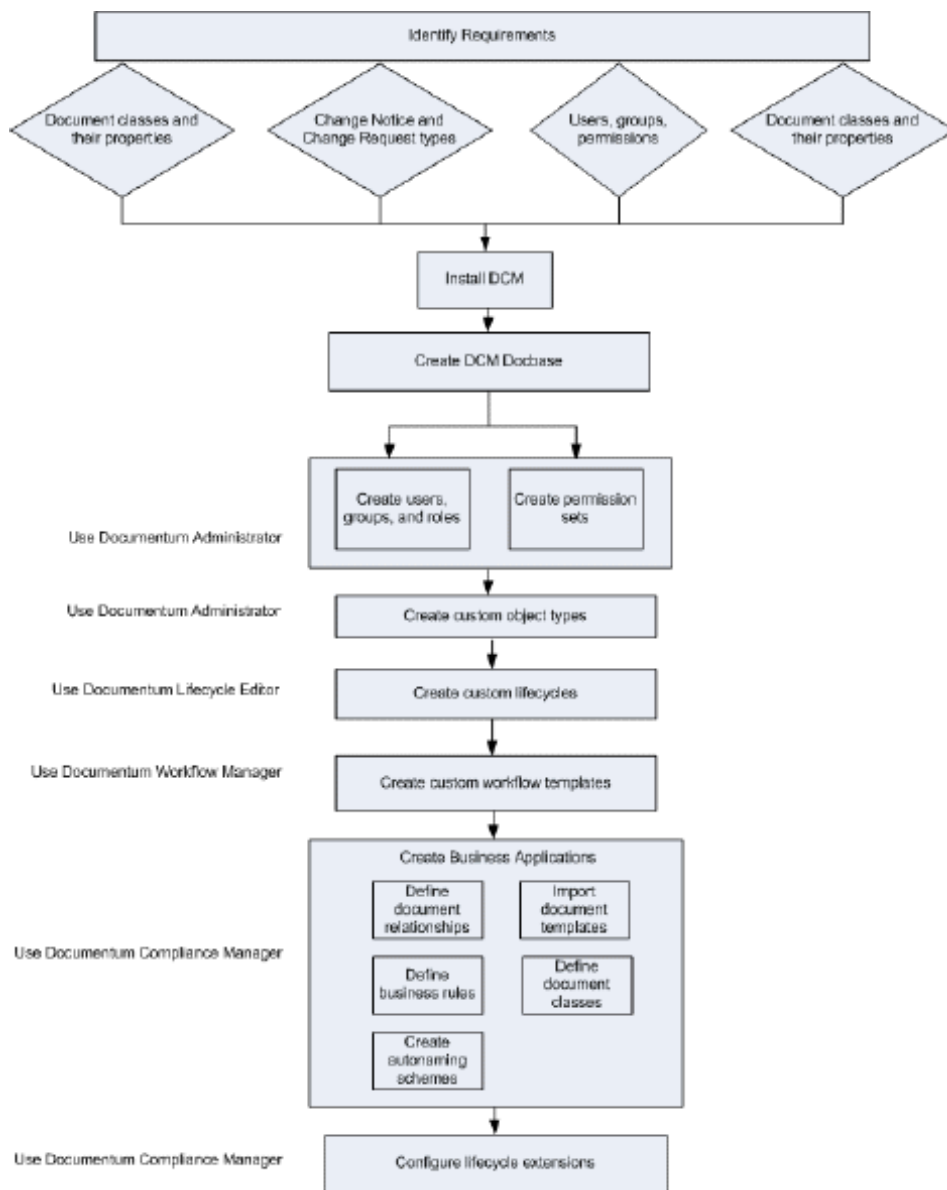 Identify Requirements
Document classes and
their properties
Change Notice and
Change Request types
Users, groups,
permissions
Document classes and
their properties
Install DCM
Create DCM Docbase
Create users,
groups, and roles
Create permission
sets
Use Documentum Administrator
Use Documentum Administrator
Create custom object types
Use Documentum Lifecycle Editor
Create custom lifecycles
Use Documentum Workflow Manager
Create custom workflow templates
Create Business Applications
Define
document
relationships
Import
document
templates
Use Documentum Compliance Manager
Define
business rules
Define
document
classes
Create
autonaming
schemes
Use Documentum Compliance Manager
Configure lifecycle extensions